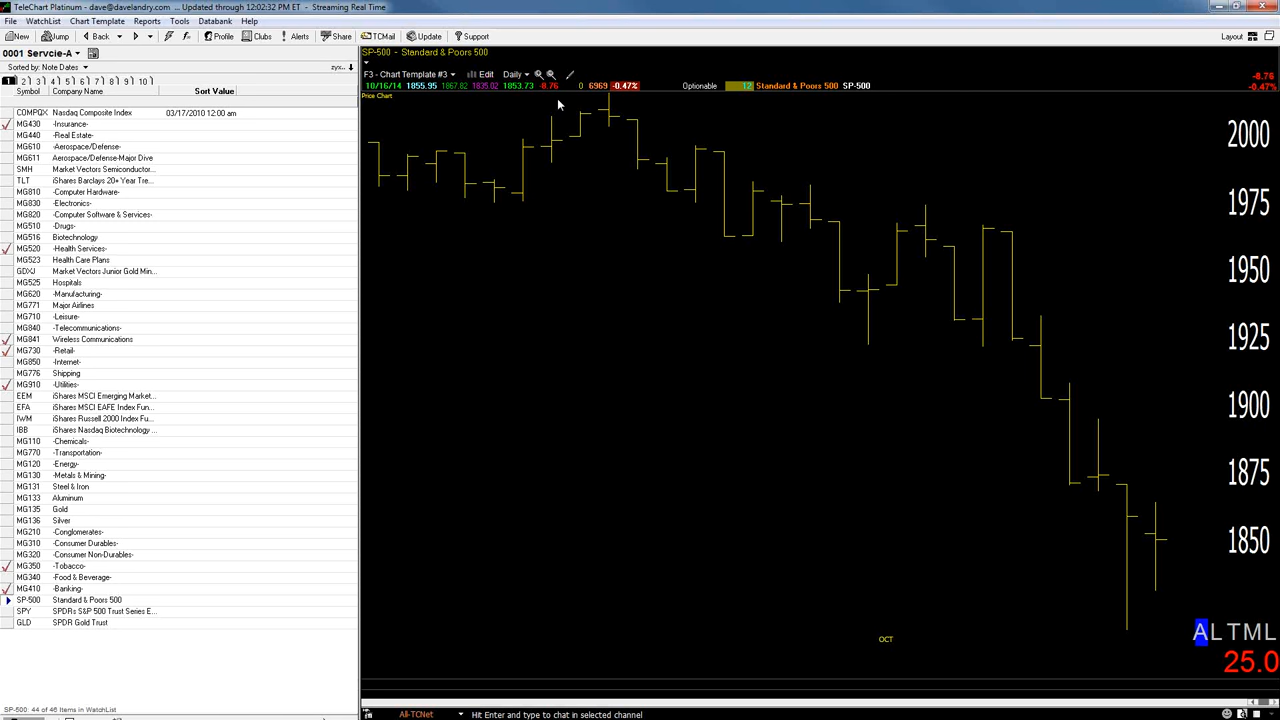 TeleChart Platinum - dave@davelandry.com - Updated through 12:02:32 PM ET - Streaming Real Time
File WatchList Chart Template Reports Tools Databank Help
New Jump Back Profile Clubs Alerts Share TCMail Update Support Layout
0001 Servcie-A
Sorted by: Note Dates zyx..
1 2 3 4 5 6 7 8 9 10
Symbol Company Name Sort Value
COMPQX Nasdaq Composite Index 03/17/2010 12:00 am
MG430 -Insurance-
MG440 -Real Estate-
MG610 -Aerospace/Defense-
MG611 Aerospace/Defense-Major Dive
SMH Market Vectors Semiconductor...
TLT iShares Barclays 20+ Year Tre...
MG810 -Computer Hardware-
MG830 -Electronics-
MG820 -Computer Software & Services-
MG510 -Drugs-
MG516 Biotechnology
MG520 -Health Services-
MG523 Health Care Plans
GDXJ Market Vectors Junior Gold Min...
MG525 Hospitals
MG620 -Manufacturing-
MG771 Major Airlines
MG710 -Leisure-
MG840 -Telecommunications-
MG841 Wireless Communications
MG730 -Retail-
MG850 -Internet-
MG776 Shipping
MG910 -Utilities-
EEM iShares MSCI Emerging Market...
EFA iShares MSCI EAFE Index Fun...
IWM iShares Russell 2000 Index Fu...
IBB iShares Nasdaq Biotechnology ...
MG110 -Chemicals-
MG770 -Transportation-
MG120 -Energy-
MG130 -Metals & Mining-
MG131 Steel & Iron
MG133 Aluminum
MG135 Gold
MG136 Silver
MG210 -Conglomerates-
MG310 -Consumer Durables-
MG320 -Consumer Non-Durables-
MG350 -Tobacco-
MG340 -Food & Beverage-
MG410 -Banking-
SP-500 Standard & Poors 500
SPY SPDRs S&P 500 Trust Series E...
GLD SPDR Gold Trust
SP-500: 44 of 46 Items in WatchList
SP-500 - Standard & Poors 500
F3 - Chart Template #3 Edit Daily
10/16/14 1855.95 1867.82 1835.02 1853.73 -8.76 0 6969 -0.47% Optionable 12 Standard & Poors 500 SP-500
-8.76
-0.47%
Price Chart
2000
1975
1950
1925
1900
1875
1850
OCT
ALTML
25.0
All-TCNet Hit Enter and type to chat in selected channel